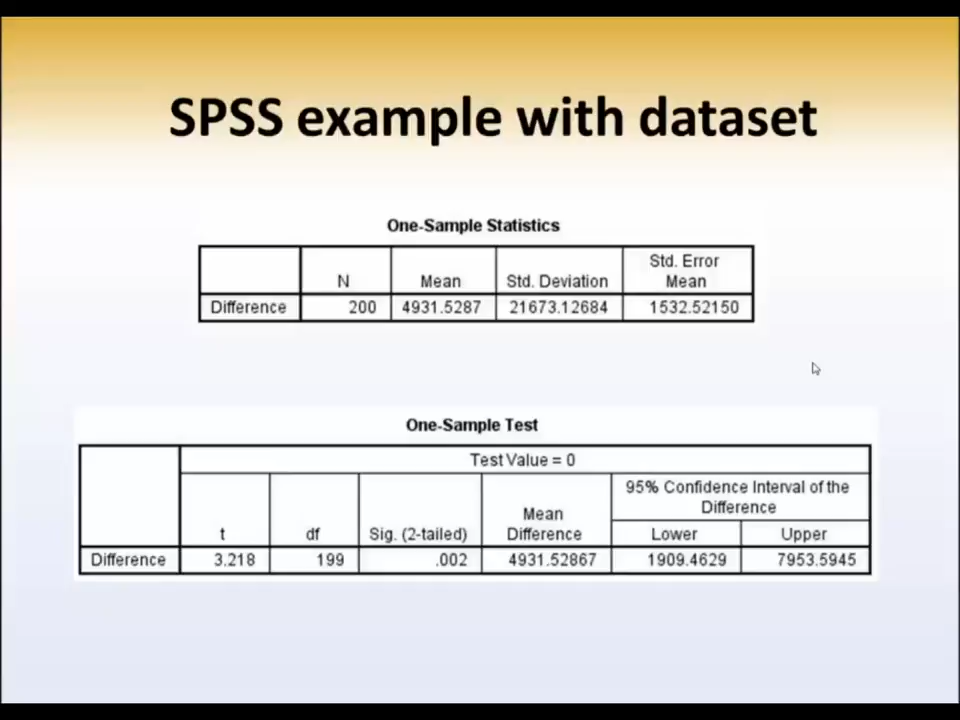 SPSS example with dataset
One-Sample Statistics
N Mean Std. Deviation Std. Error Mean
Difference 200 4931.5287 21673.12684 1532.52150
One-Sample Test
Test Value = 0
t df Sig. (2-tailed) Mean Difference 95% Confidence Interval of the Difference
Lower Upper
Difference 3.218 199 .002 4931.52867 1909.4629 7953.5945